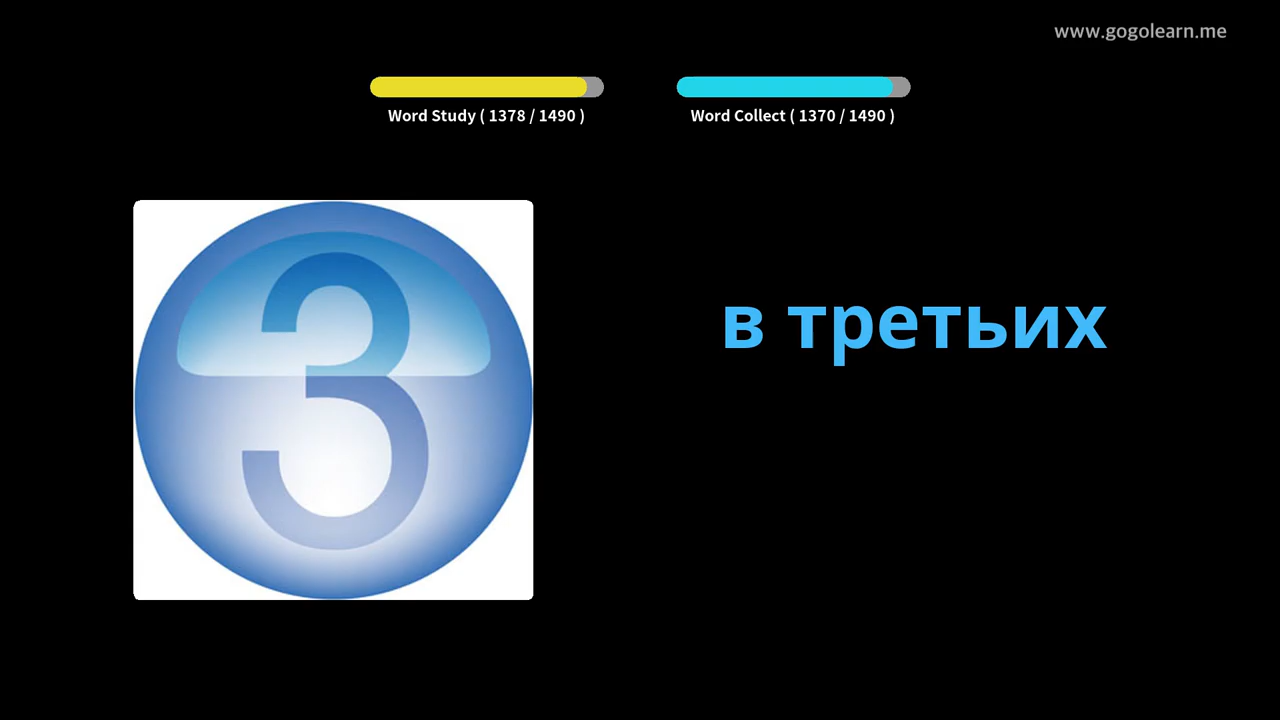 www.gogolearn.me
Word Study ( 1378 / 1490 )
Word Collect ( 1370 / 1490 )
3
в третьих